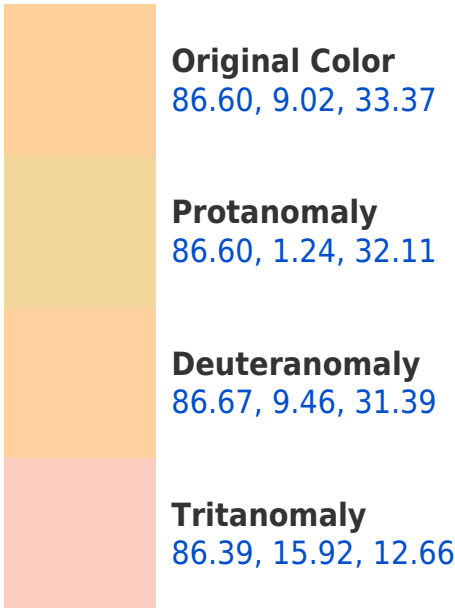 Original Color
86.60, 9.02, 33.37
Protanomaly
86.60, 1.24, 32.11
Deuteranomaly
86.67, 9.46, 31.39
Tritanomaly
86.39, 15.92, 12.66